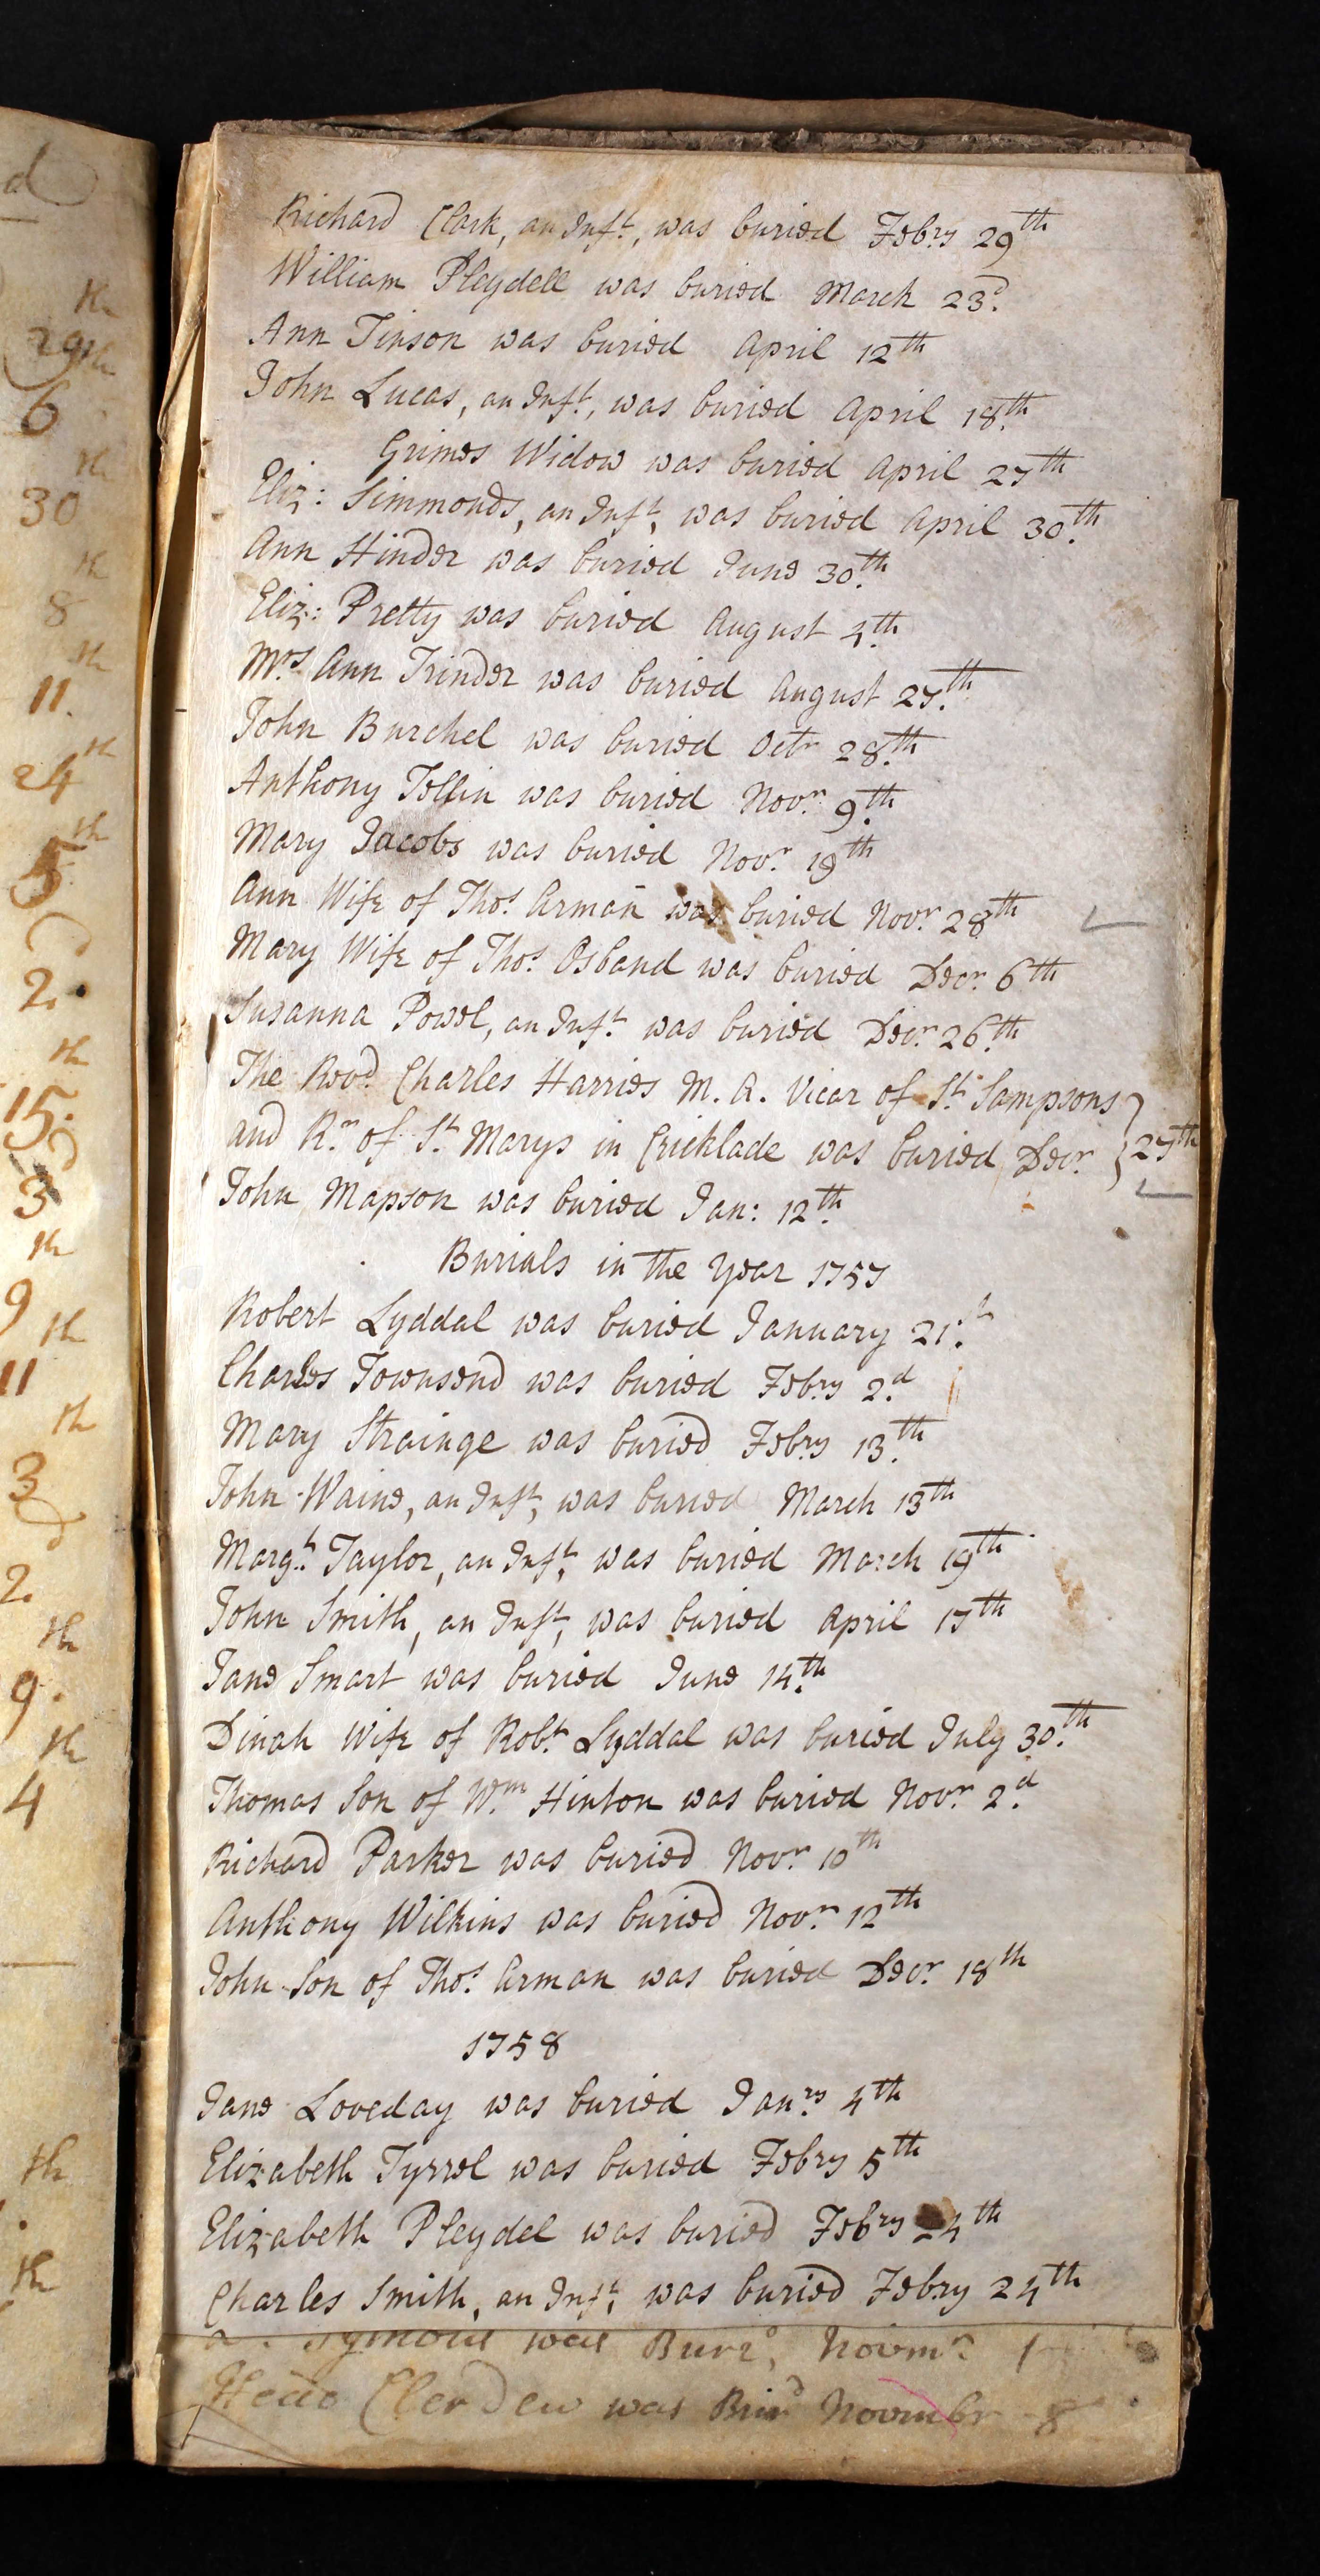 Richard Clark, an Inft., was buried Febry 29th
William Pleydell was buried March 23d.
Ann Tinson was buried April 12th
John Lucas, an Inft., was buried April 18th.
Grimes Widow was buried April 27th
Eliz: Simmonds, an Inft, was buried April 30th.
Ann Hinder was buried June 30th.
Eliz: Pretty was buried August 4th.
Mrs. Ann Trinder was buried August 27th.
John Burchel was buried Octr 28th.
Anthony Tellin was buried Novr. 9th.
Mary Jacobs was buried Novr. 19th
Ann Wife of Thos. Arman was buried Novr. 28th
Mary Wife of Thos. Osband was buried Decr. 6th
Susanna Powel, an Inft. was buried Decr. 26th.
The Revd. Charles Harries M. A. Vicar of St. Sampsons
and Rr. of St. Marys in Cricklade was buried Decr. } 27th
John Mapson was buried Jan: 12th.
Burials in the Year 1757
Robert Lyddal was buried January 21.
Charles Townsend was buried Febry 2.d
Mary Strainge was buried Febry 13.th
John Waine, an Inft, was buried March 13th
Margt. Taylor, an Inft, was buried March 19th
John Smith, an Inft, was buried April 17th
Jane Smart was buried June 14th.
Dinah Wife of Robt. Lyddal was buried July 30.th
Thomas Son of Wm. Hinton was buried Novr. 2.d
Richard Parker was buried Novr. 10th
Anthony Wilkins was buried Novr. 12th
John Son of Thos. Arman was buried Decr. 18th
1758
Jane Loveday was buried Janry 4th
Elizabeth Tyrrel was buried Febry 5th
Elizabeth Pleydel was buried Febry 24th
Charles Smith, an Inft, was buried Febry 24th
was Burd, Novmr
was Burd Novmbr 8
d
th
29th
6
th
30
th
8
th
11.
th
24
th
5
2.
th
15.
3
th
9
th
11
th
3
2.
th
9.
th
4
th
th